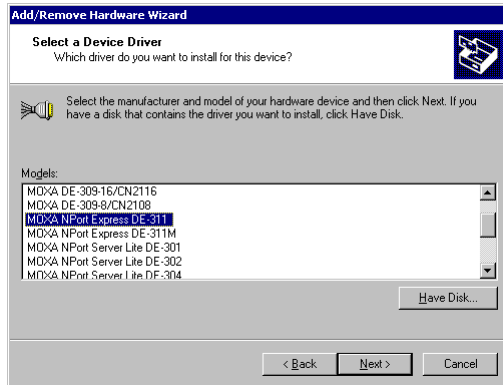 Add/Remove Hardware Wizard
Select a Device Driver
Which driver do you want to install for this device?
Select the manufacturer and model of your hardware device and then click Next. If you
have a disk that contains the driver you want to install, click Have Disk.
Models:
MOXA DE-309-16/CN2116
MOXA DE-309-8/CN2108
MOXA NPort Express DE-311
MOXA NPort Express DE-311M
MOXA NPort Server Lite DE-301
MOXA NPort Server Lite DE-302
MOXA NPort Server Lite DE-304
Have Disk...
< Back
Next >
Cancel